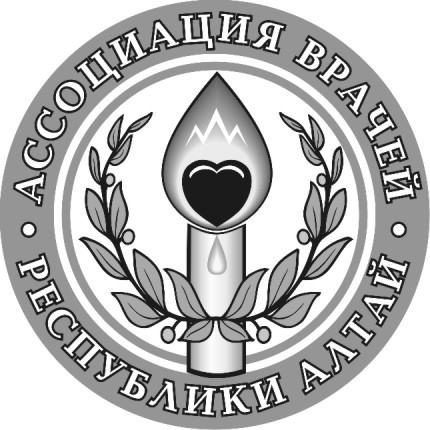 АССОЦИАЦИЯ ВРАЧЕЙ
РЕСПУБЛИКИ АЛТАЙ